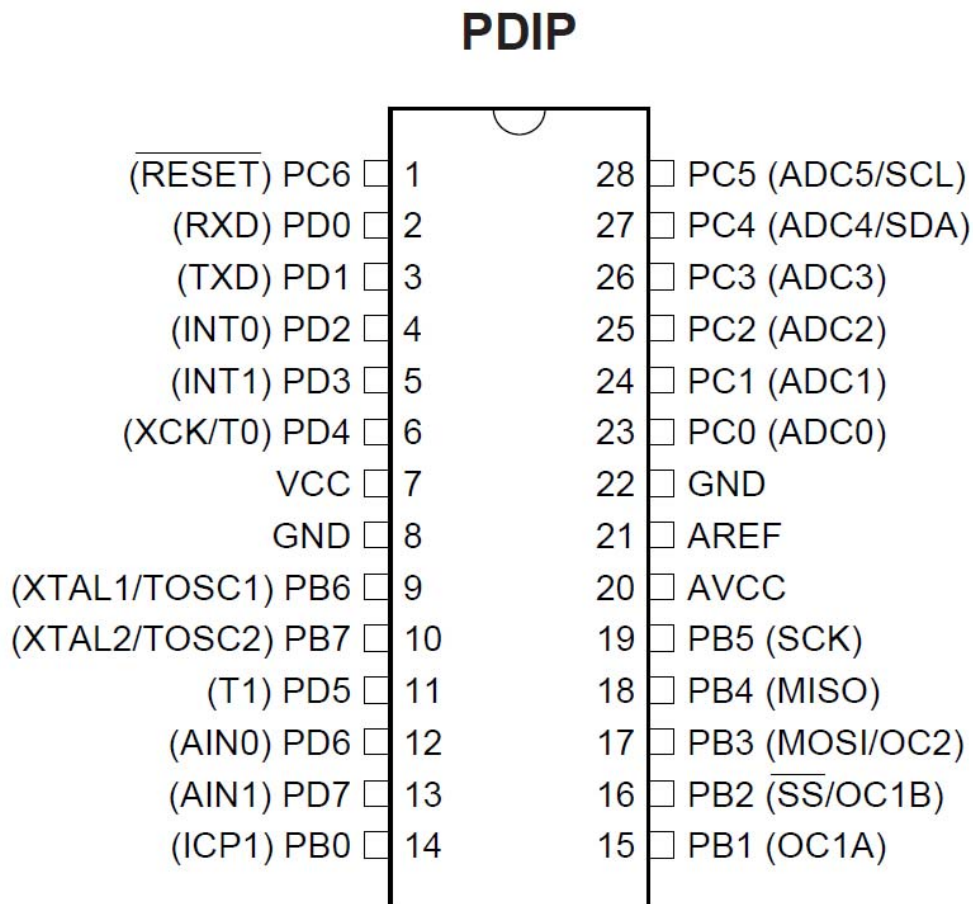 PDIP
(RESET) PC6 1 28 PC5 (ADC5/SCL)
(RXD) PD0 2 27 PC4 (ADC4/SDA)
(TXD) PD1 3 26 PC3 (ADC3)
(INT0) PD2 4 25 PC2 (ADC2)
(INT1) PD3 5 24 PC1 (ADC1)
(XCK/T0) PD4 6 23 PC0 (ADC0)
VCC 7 22 GND
GND 8 21 AREF
(XTAL1/TOSC1) PB6 9 20 AVCC
(XTAL2/TOSC2) PB7 10 19 PB5 (SCK)
(T1) PD5 11 18 PB4 (MISO)
(AIN0) PD6 12 17 PB3 (MOSI/OC2)
(AIN1) PD7 13 16 PB2 (SS/OC1B)
(ICP1) PB0 14 15 PB1 (OC1A)